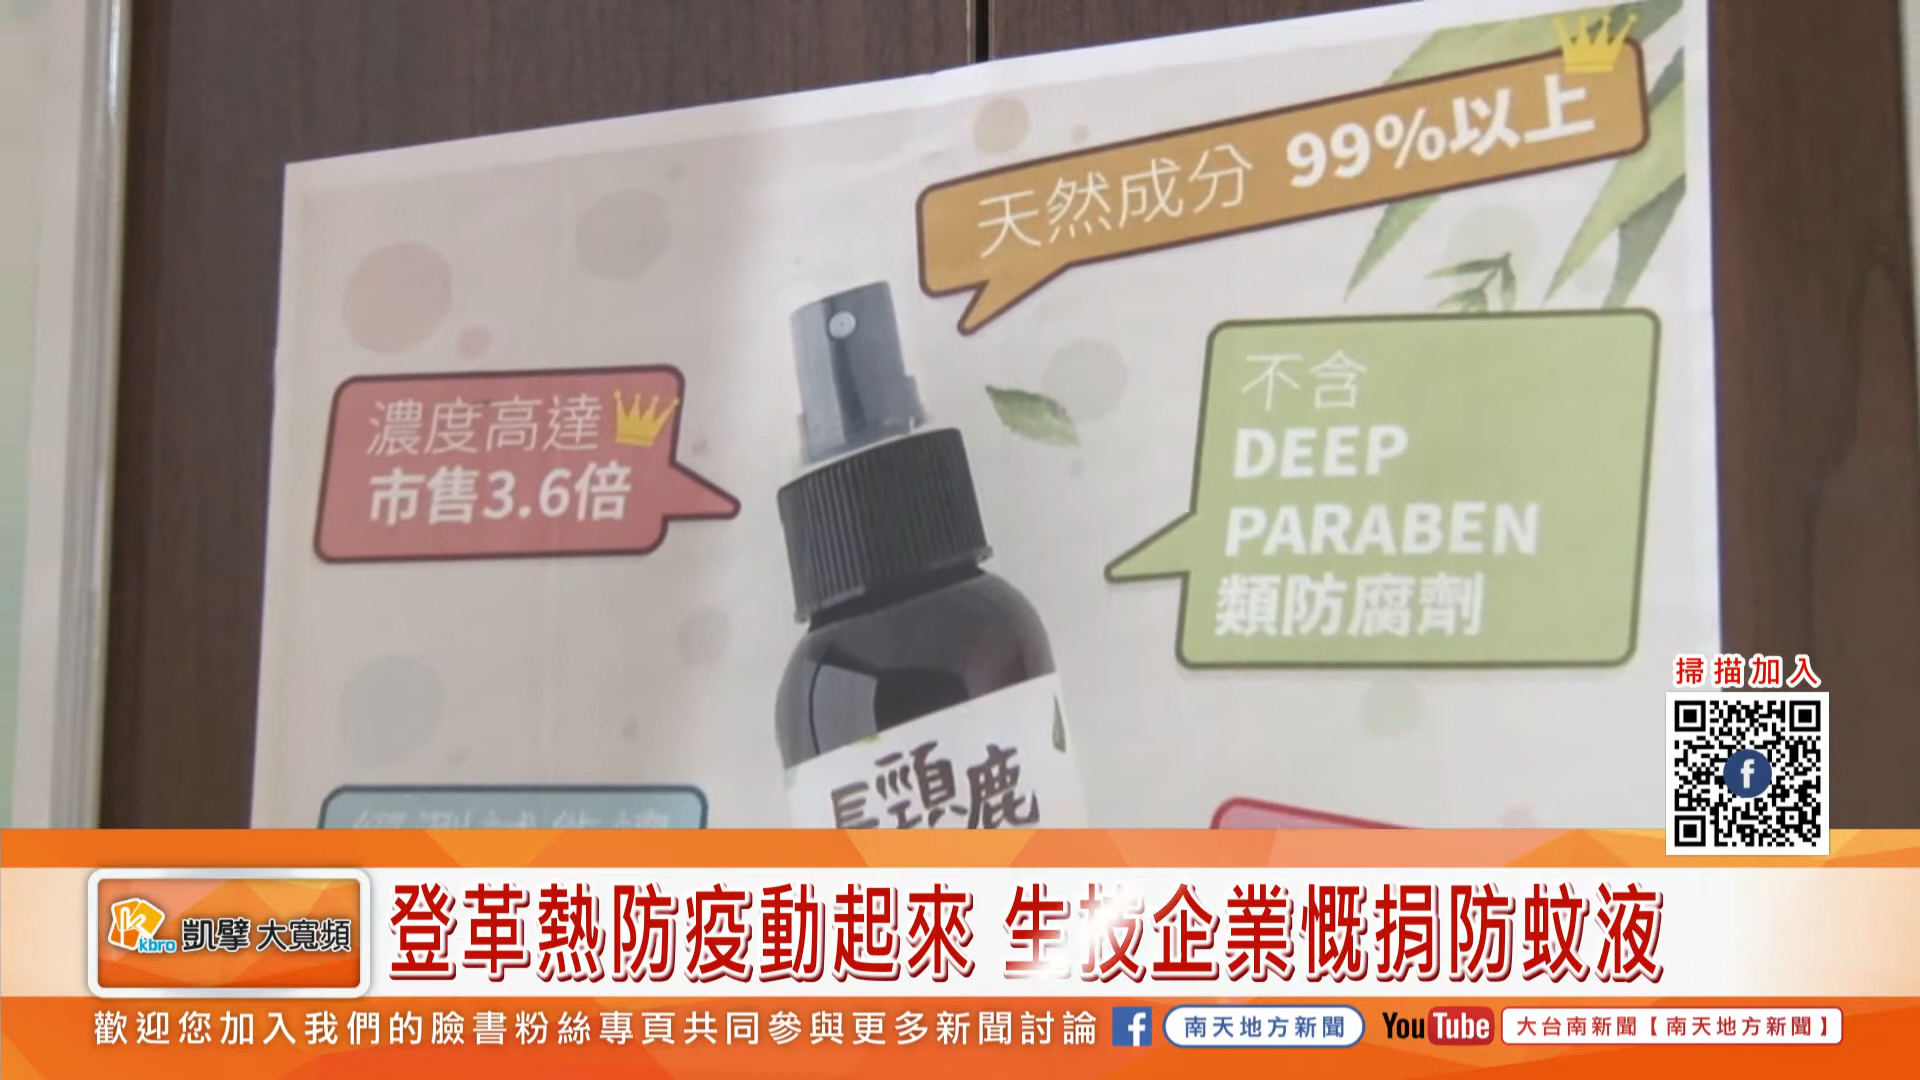 天然成分 99%以上
濃度高達
市售3.6倍
不含
DEEP
PARABEN
類防腐劑
長頸鹿
掃描加入
kbro 凱擘大寬頻
登革熱防疫動起來 生技企業慨捐防蚊液
歡迎您加入我們的臉書粉絲專頁共同參與更多新聞討論 f 南天地方新聞 YouTube 大台南新聞【南天地方新聞】